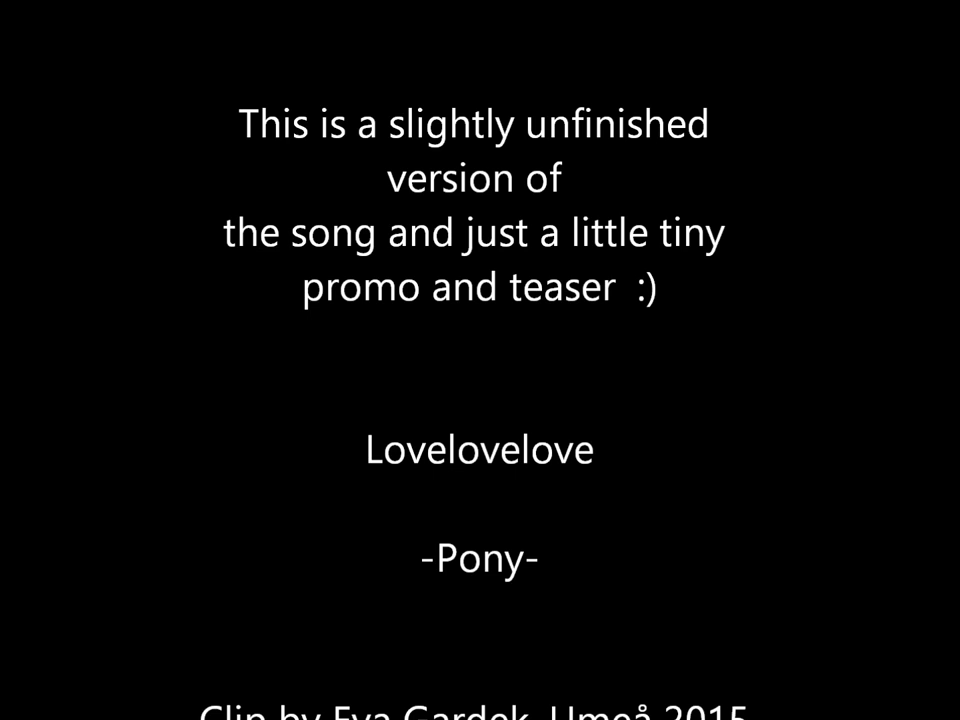 This is a slightly unfinished
version of
the song and just a little tiny
promo and teaser  :)
Lovelovelove
-Pony-
Clip by Eva Gardek, Umeå 2015